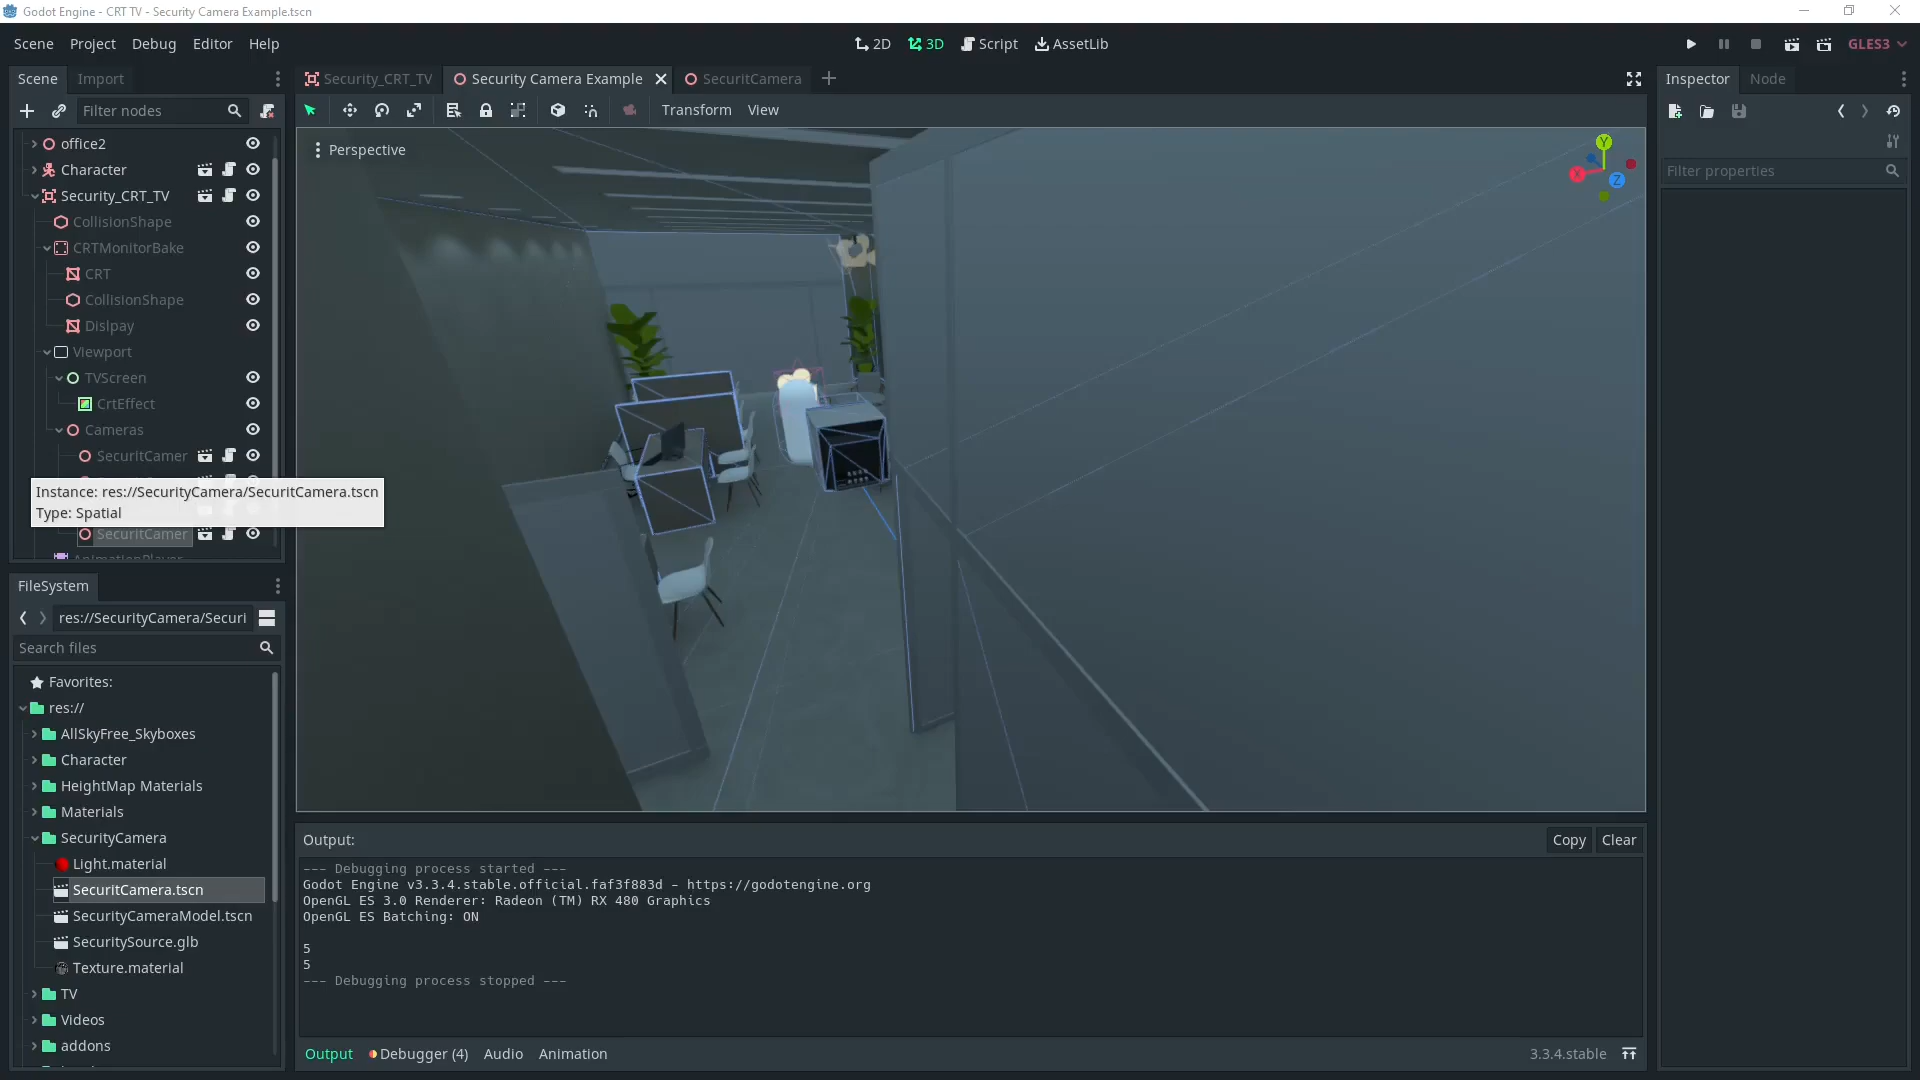 Godot Engine - CRT TV - Security Camera Example.tscn
Scene Project Debug Editor Help
2D 3D Script AssetLib
GLES3
Scene Import
Filter nodes
office2
Character
Security_CRT_TV
CollisionShape
CRTMonitorBake
CRT
CollisionShape
Dislpay
Viewport
TVScreen
CrtEffect
Cameras
SecuritCamer
Instance: res://SecurityCamera/SecuritCamera.tscn
Type: Spatial
SecuritCamer
FileSystem
res://SecurityCamera/Securi
Search files
Favorites:
res://
AllSkyFree_Skyboxes
Character
HeightMap Materials
Materials
SecurityCamera
Light.material
SecuritCamera.tscn
SecurityCameraModel.tscn
SecuritySource.glb
Texture.material
TV
Videos
addons
Security_CRT_TV Security Camera Example SecuritCamera
Transform View
Perspective
Y
X
Z
Output:
Copy Clear
--- Debugging process started ---
Godot Engine v3.3.4.stable.official.faf3f883d - https://godotengine.org
OpenGL ES 3.0 Renderer: Radeon (TM) RX 480 Graphics
OpenGL ES Batching: ON
5
5
--- Debugging process stopped ---
Output Debugger (4) Audio Animation
3.3.4.stable
Inspector Node
Filter properties